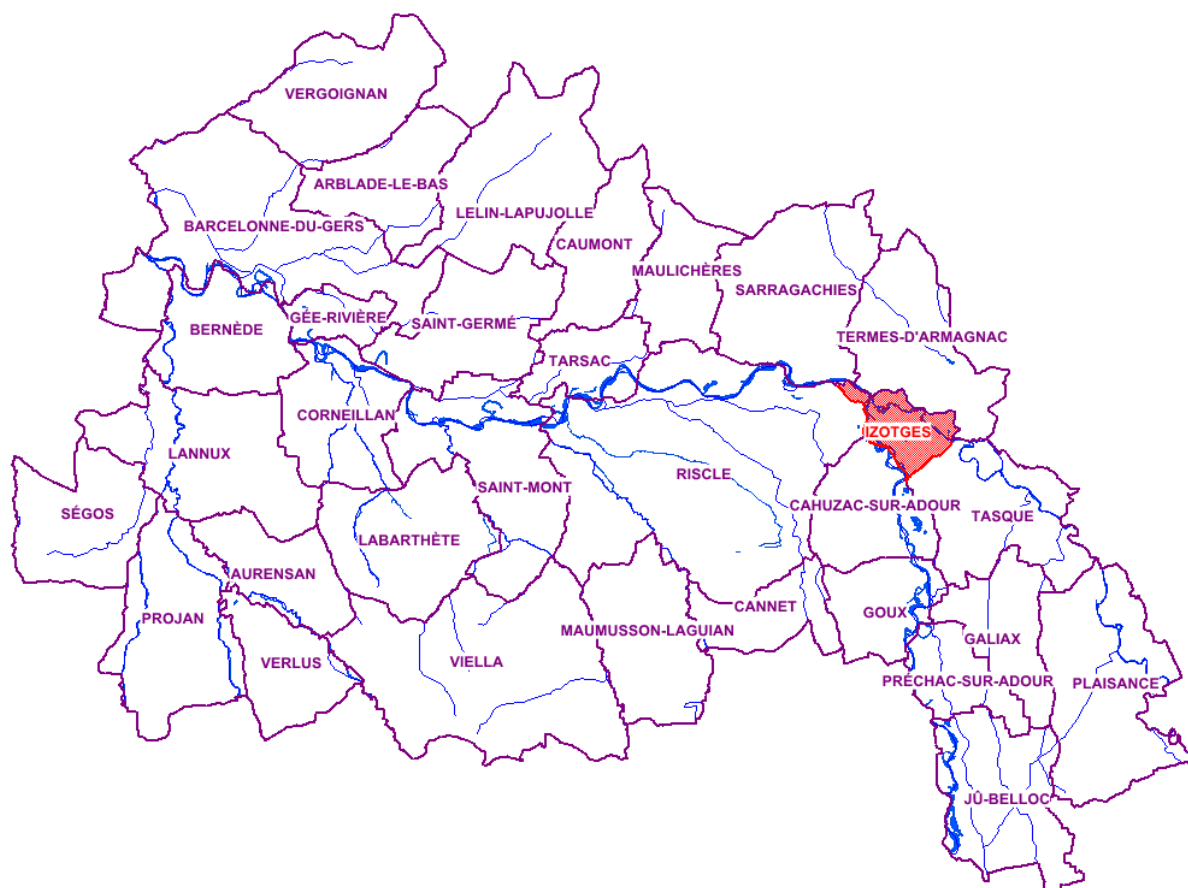 VERGOIGNAN
ARBLADE-LE-BAS
LELIN-LAPUJOLLE
BARCELONNE-DU-GERS
CAUMONT
MAULICHÈRES
SARRAGACHIES
GÉE-RIVIÈRE
SAINT-GERMÉ
BERNÈDE
TERMES-D'ARMAGNAC
TARSAC
CORNEILLAN
IZOTGES
LANNUX
RISCLE
SAINT-MONT
SÉGOS
CAHUZAC-SUR-ADOUR
TASQUE
LABARTHÈTE
AURENSAN
CANNET
GOUX
PROJAN
MAUMUSSON-LAGUIAN
GALIAX
VERLUS
VIELLA
PRÉCHAC-SUR-ADOUR
PLAISANCE
JÛ-BELLOC